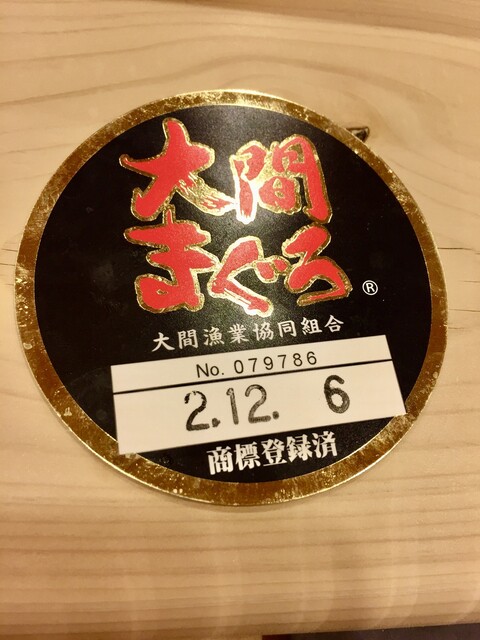 大間
まぐろ®
大間漁業協同組合
No. 079786
2.12. 6
商標登録済